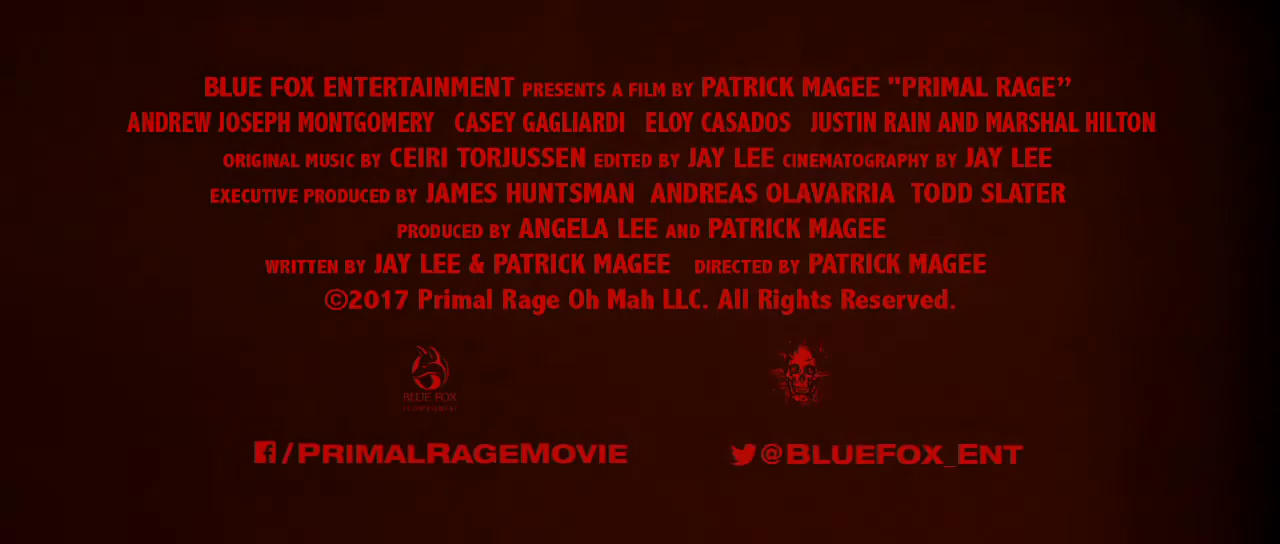 BLUE FOX ENTERTAINMENT PRESENTS A FILM BY PATRICK MAGEE "PRIMAL RAGE”
ANDREW JOSEPH MONTGOMERY CASEY GAGLIARDI ELOY CASADOS JUSTIN RAIN AND MARSHAL HILTON
ORIGINAL MUSIC BY CEIRI TORJUSSEN EDITED BY JAY LEE CINEMATOGRAPHY BY JAY LEE
EXECUTIVE PRODUCED BY JAMES HUNTSMAN ANDREAS OLAVARRIA TODD SLATER
PRODUCED BY ANGELA LEE AND PATRICK MAGEE
WRITTEN BY JAY LEE & PATRICK MAGEE DIRECTED BY PATRICK MAGEE
©2017 Primal Rage Oh Mah LLC. All Rights Reserved.
BLUE FOX
/PRIMALRAGEMOVIE @BLUEFOX_ENT